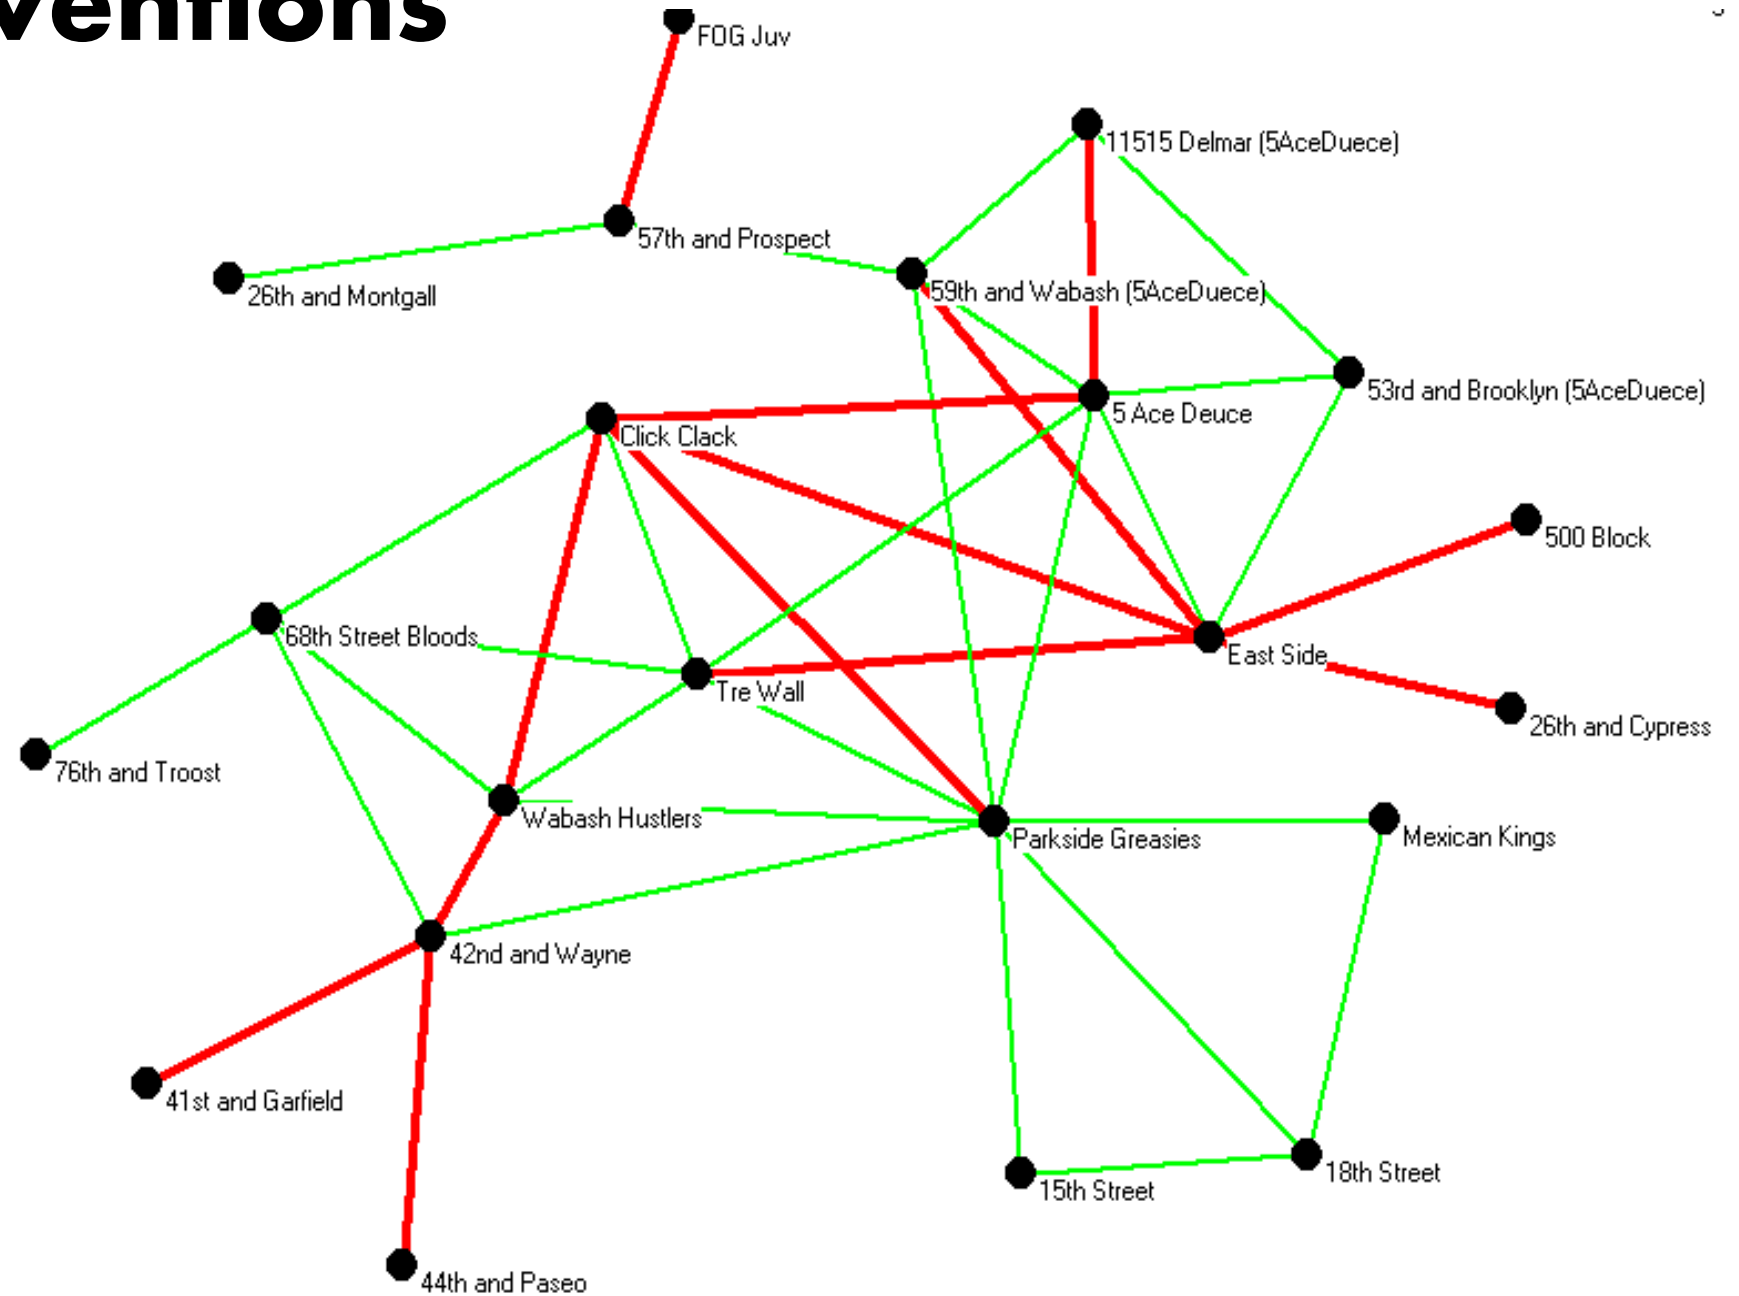 ventions
FOG Juv
11515 Delmar (5AceDuece)
57th and Prospect
59th and Wabash (5AceDuece)
26th and Montgall
53rd and Brooklyn (5AceDuece)
5 Ace Deuce
Click Clack
500 Block
68th Street Bloods
East Side
Tre Wall
26th and Cypress
76th and Troost
Wabash Hustlers
Parkside Greasies
Mexican Kings
42nd and Wayne
41st and Garfield
18th Street
15th Street
44th and Paseo